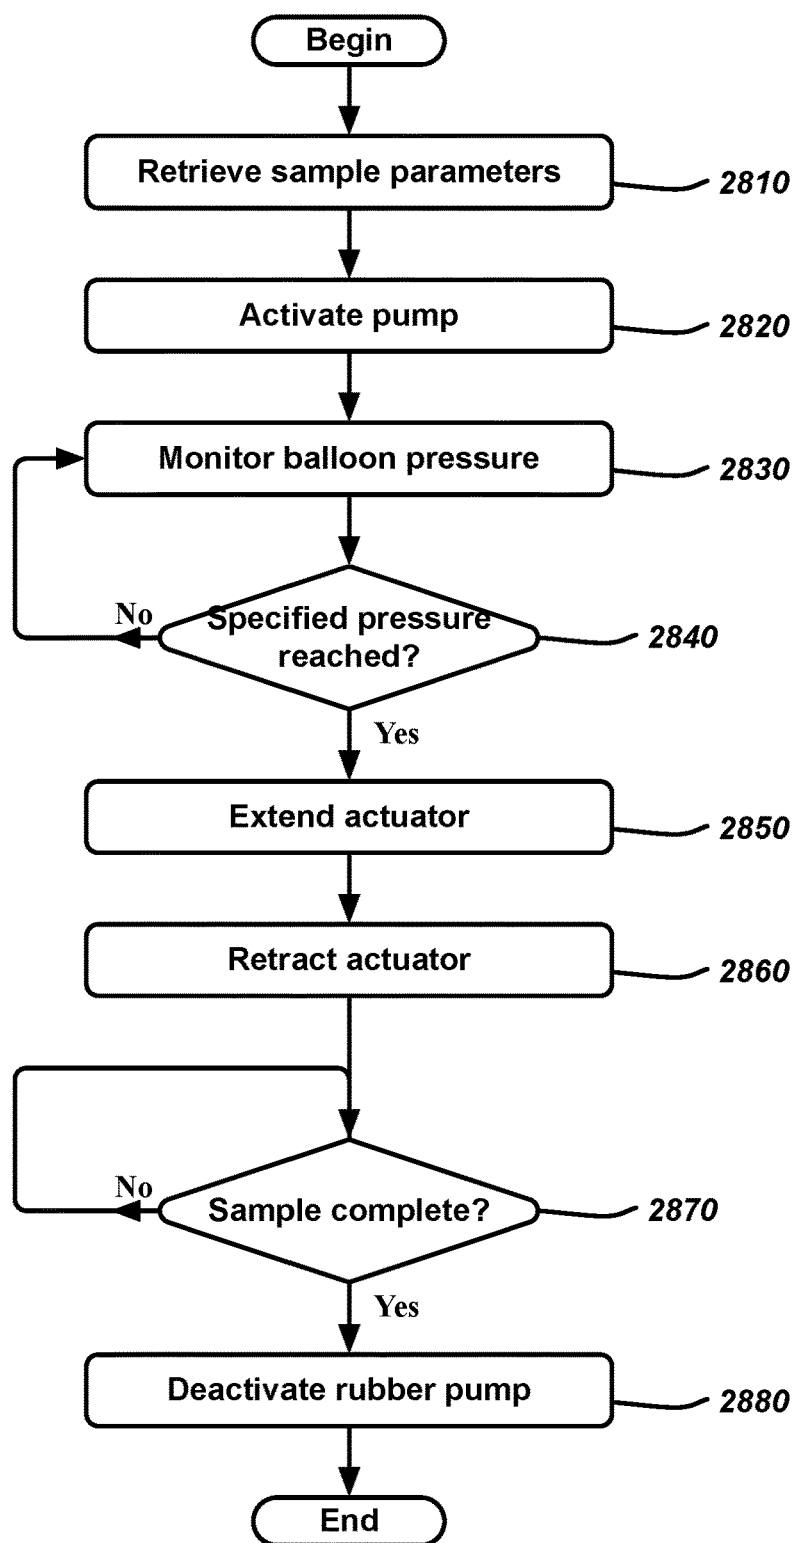 Begin
Retrieve sample parameters
2810
Activate pump
2820
Monitor balloon pressure
2830
No
Specified pressure
reached?
2840
Yes
Extend actuator
2850
Retract actuator
2860
No
Sample complete?
2870
Yes
Deactivate rubber pump
2880
End